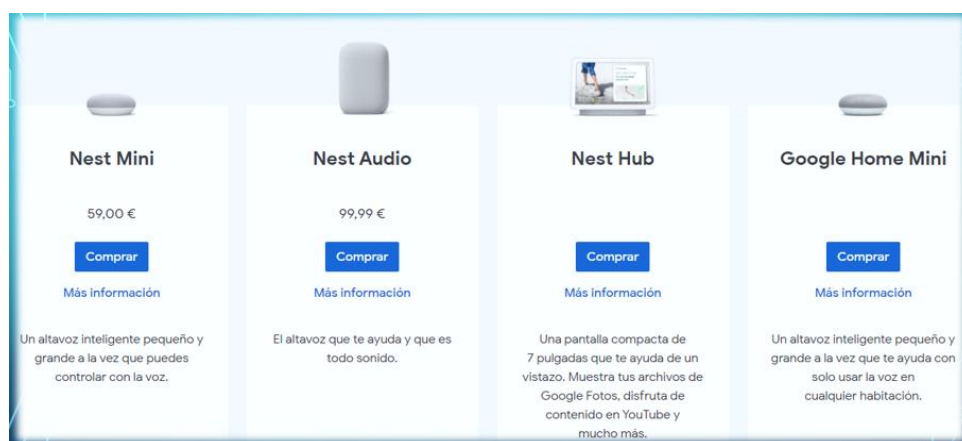 Nest Mini
59,00 €
Comprar
Más información
Un altavoz inteligente pequeño y
grande a la vez que puedes
controlar con la voz.
Nest Audio
99,99 €
Comprar
Más información
El altavoz que te ayuda y que es
todo sonido.
Nest Hub
Comprar
Más información
Una pantalla compacta de
7 pulgadas que te ayuda de un
vistazo. Muestra tus archivos de
Google Fotos, disfruta de
contenido en YouTube y
mucho más.
Google Home Mini
Comprar
Más información
Un altavoz inteligente pequeño y
grande a la vez que te ayuda con
solo usar la voz en
cualquier habitación.